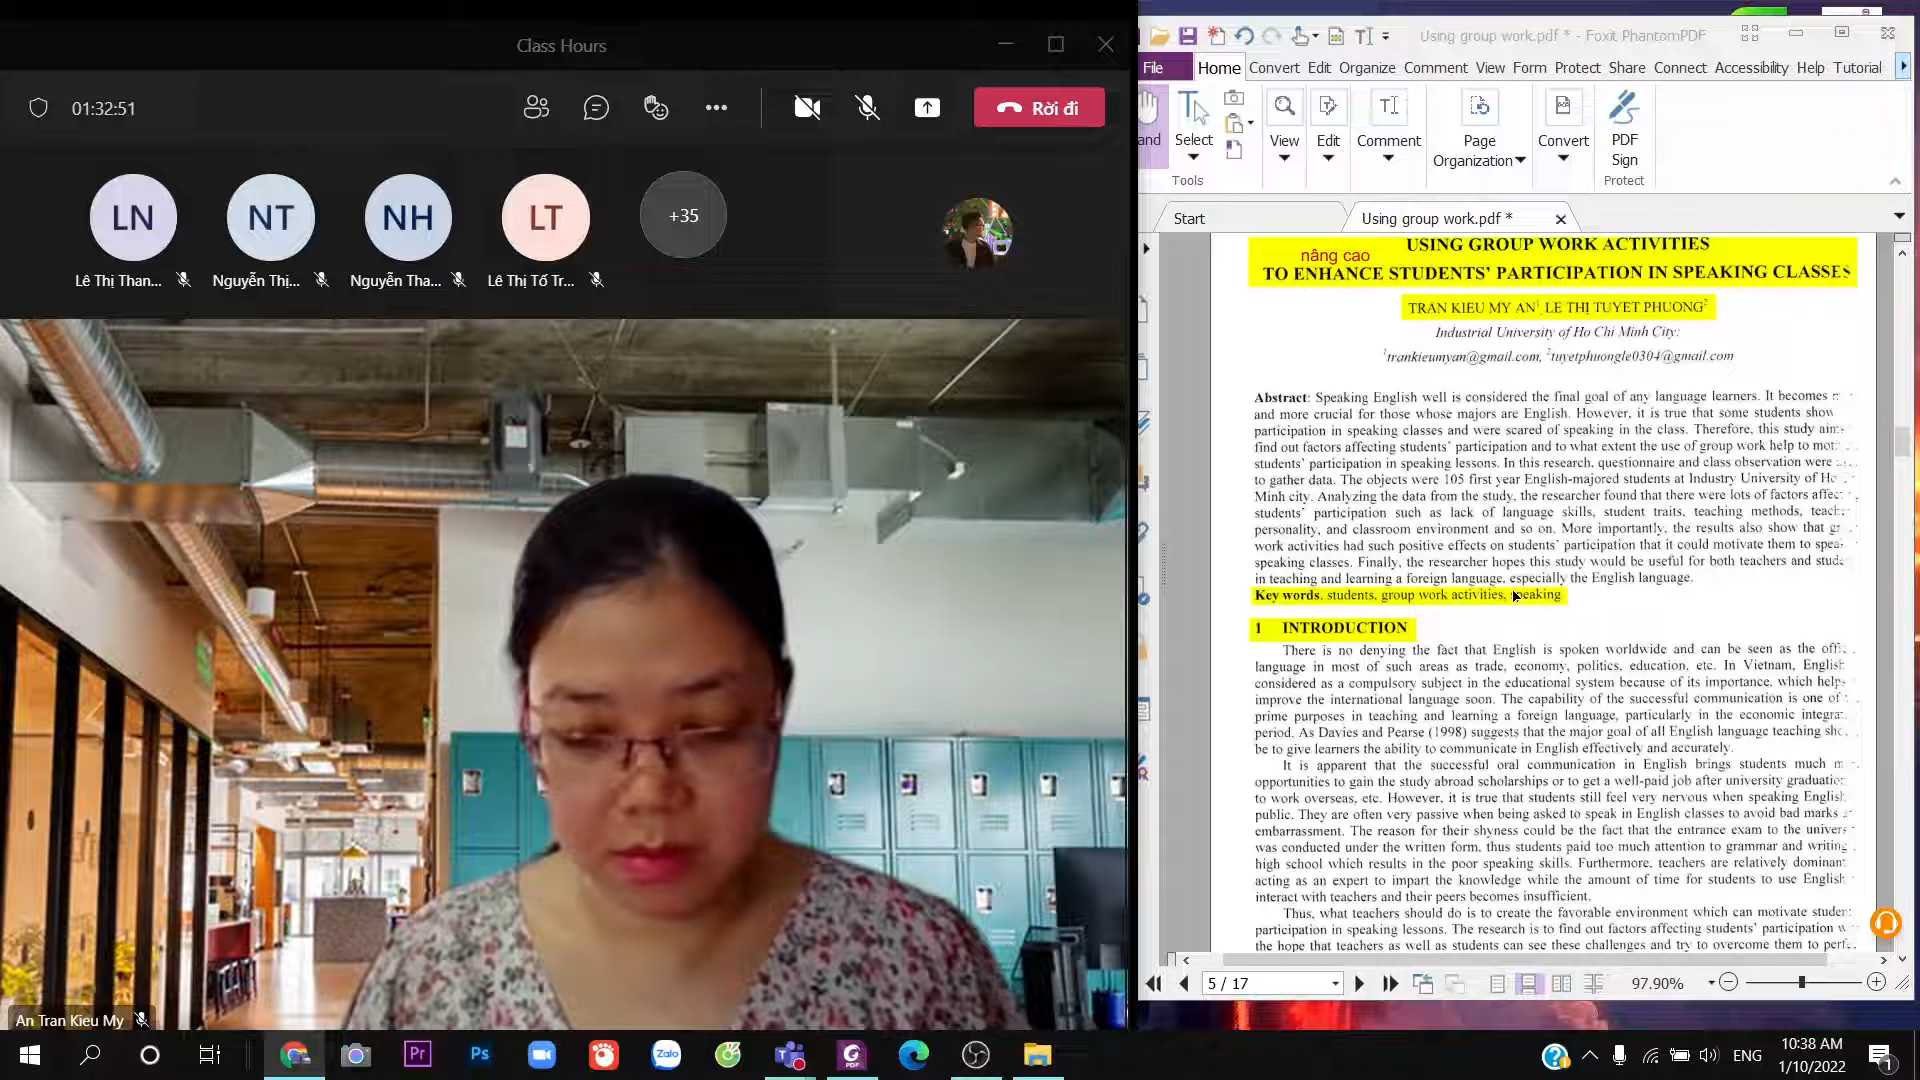 Class Hours
01:32:51
Rời đi
LN
NT
NH
LT
+35
Lê Thị Than...
Nguyễn Thị...
Nguyễn Tha...
Lê Thị Tố Tr...
An Tran Kieu My
Using group work.pdf * - Foxit PhantomPDF
File Home Convert Edit Organize Comment View Form Protect Share Connect Accessibility Help Tutorial
and
Select
View
Edit
Comment
Page
Organization
Convert
PDF
Sign
Tools
Protect
Start
Using group work.pdf *
USING GROUP WORK ACTIVITIES
nâng cao
TO ENHANCE STUDENTS' PARTICIPATION IN SPEAKING CLASSES
TRAN KIEU MY AN¹, LE THỊ TUYET PHUONG²
Industrial University of Ho Chi Minh City:
¹trankieumyan@gmail.com, ²tuyetphuongle0304@gmail.com
Abstract: Speaking English well is considered the final goal of any language learners. It becomes
and more crucial for those whose majors are English. However, it is true that some students show
participation in speaking classes and were scared of speaking in the class. Therefore, this study aim
find out factors affecting students' participation and to what extent the use of group work help to mot
students' participation in speaking lessons. In this research, questionnaire and class observation were
to gather data. The objects were 105 first year English-majored students at Industry University of Ho
Minh city. Analyzing the data from the study, the researcher found that there were lots of factors affec
students' participation such as lack of language skills, student traits, teaching methods, teach
personality, and classroom environment and so on. More importantly, the results also show that gr
work activities had such positive effects on students' participation that it could motivate them to spea
speaking classes. Finally, the researcher hopes this study would be useful for both teachers and stude
in teaching and learning a foreign language, especially the English language.
Key words. students, group work activities, speaking
1 INTRODUCTION
There is no denying the fact that English is spoken worldwide and can be seen as the offi
language in most of such areas as trade, economy, politics, education, etc. In Vietnam, English
considered as a compulsory subject in the educational system because of its importance, which help
improve the international language soon. The capability of the successful communication is one of
prime purposes in teaching and learning a foreign language, particularly in the economic integra
period. As Davies and Pearse (1998) suggests that the major goal of all English language teaching sho
be to give learners the ability to communicate in English effectively and accurately.
It is apparent that the successful oral communication in English brings students much m
opportunities to gain the study abroad scholarships or to get a well-paid job after university graduation
to work overseas, etc. However, it is true that students still feel very nervous when speaking English
public. They are often very passive when being asked to speak in English classes to avoid bad marks
embarrassment. The reason for their shyness could be the fact that the entrance exam to the univers
was conducted under the written form, thus students paid too much attention to grammar and writing
high school which results in the poor speaking skills. Furthermore, teachers are relatively dominant
acting as an expert to impart the knowledge while the amount of time for students to use English
interact with teachers and their peers becomes insufficient.
Thus, what teachers should do is to create the favorable environment which can motivate studen
participation in speaking lessons. The research is to find out factors affecting students' participation w
the hope that teachers as well as students can see these challenges and try to overcome them to perf
5 / 17
97.90%
Pr
Ps
Zalo
PDF
ENG
10:38 AM
1/10/2022
1